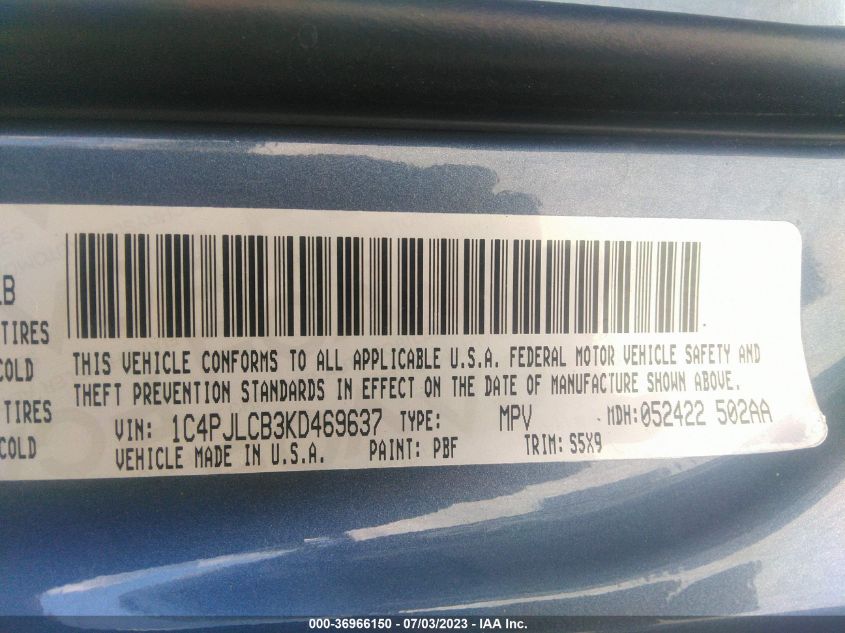 LB
TIRES
COLD
TIRES
COLD
THIS VEHICLE CONFORMS TO ALL APPLICABLE U.S.A. FEDERAL MOTOR VEHICLE SAFETY AND
THEFT PREVENTION STANDARDS IN EFFECT ON THE DATE OF MANUFACTURE SHOWN ABOVE.
VIN: 1C4PJLCB3KD469637 TYPE: MPV MDH:052422 502AA
VEHICLE MADE IN U.S.A. PAINT: PBF TRIM: S5X9
000-36966150 - 07/03/2023 - IAA Inc.